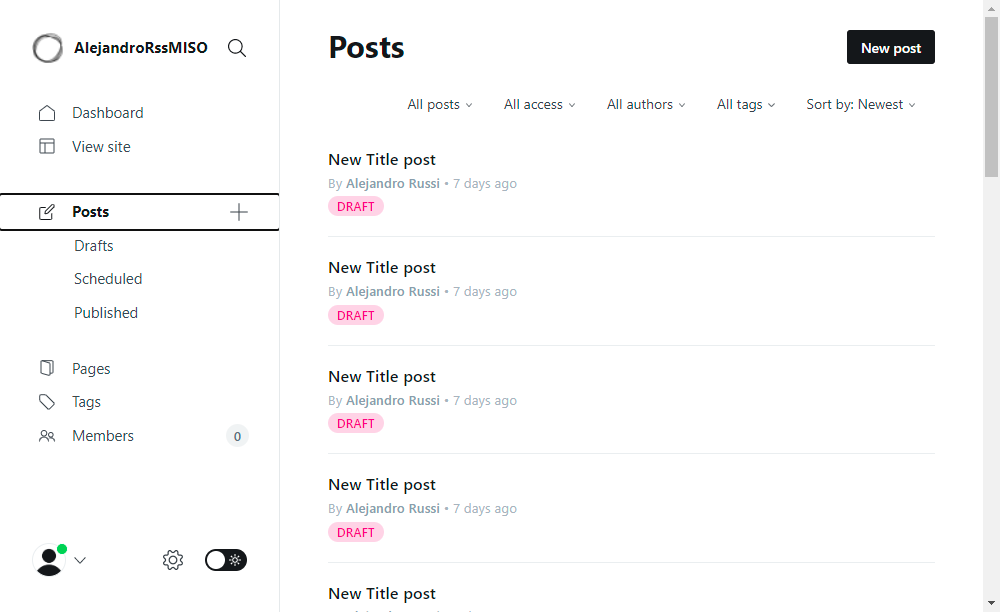 AlejandroRssMISO
Dashboard
View site
Posts
Drafts
Scheduled
Published
Pages
Tags
Members 0
Posts
New post
All posts All access All authors All tags Sort by: Newest
New Title post
By Alejandro Russi • 7 days ago
DRAFT
New Title post
By Alejandro Russi • 7 days ago
DRAFT
New Title post
By Alejandro Russi • 7 days ago
DRAFT
New Title post
By Alejandro Russi • 7 days ago
DRAFT
New Title post